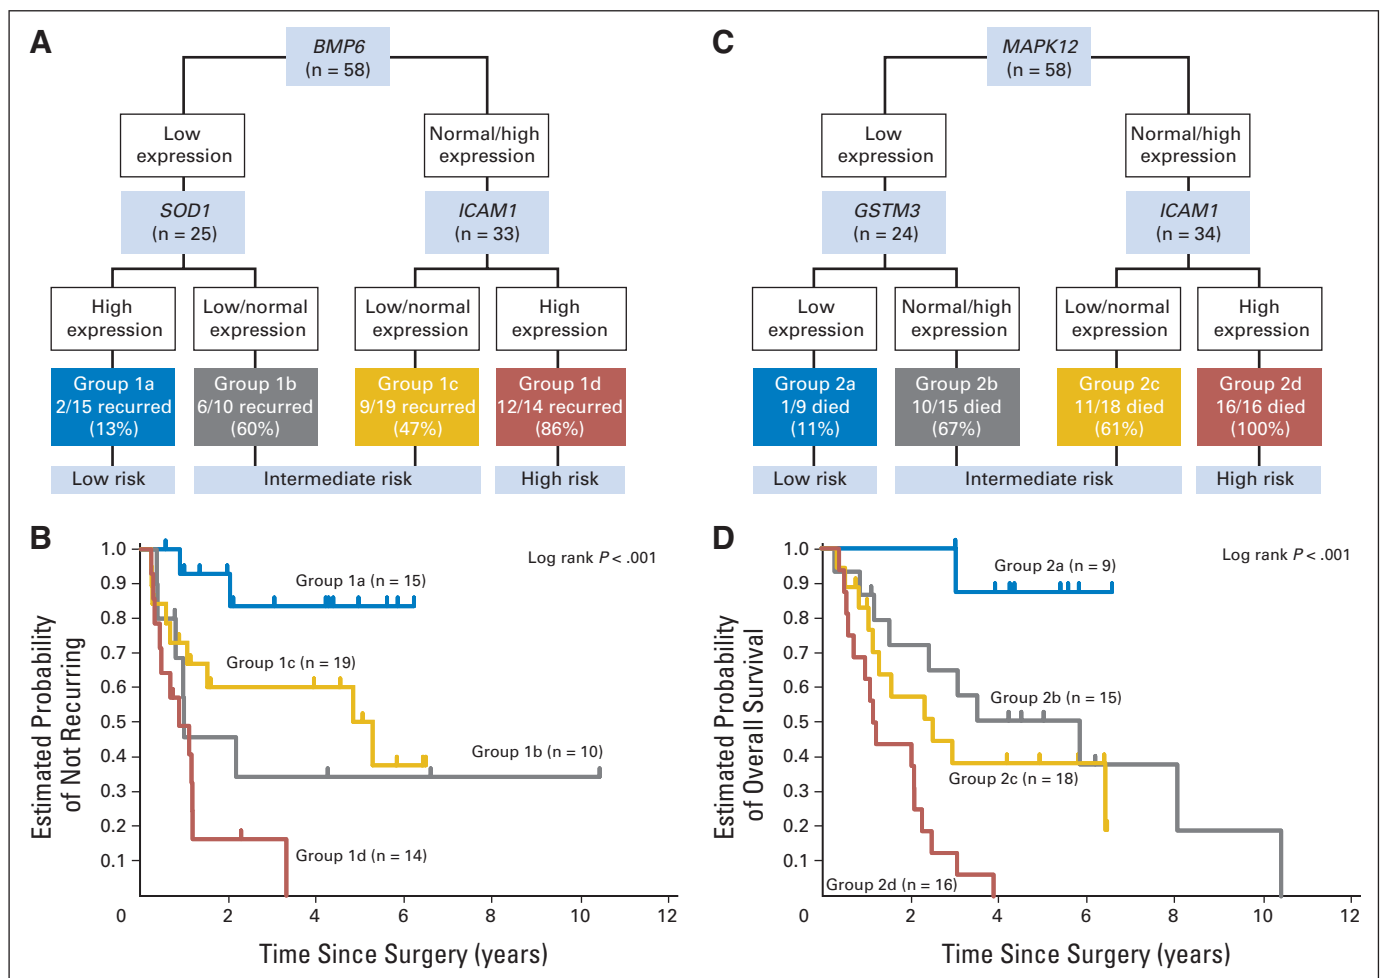 A
BMP6
(n = 58)
Low
expression
Normal/high
expression
SOD1
(n = 25)
ICAM1
(n = 33)
High
expression
Low/normal
expression
Low/normal
expression
High
expression
Group 1a
2/15 recurred
(13%)
Group 1b
6/10 recurred
(60%)
Group 1c
9/19 recurred
(47%)
Group 1d
12/14 recurred
(86%)
Low risk
Intermediate risk
High risk
C
MAPK12
(n = 58)
Low
expression
Normal/high
expression
GSTM3
(n = 24)
ICAM1
(n = 34)
Low
expression
Normal/high
expression
Low/normal
expression
High
expression
Group 2a
1/9 died
(11%)
Group 2b
10/15 died
(67%)
Group 2c
11/18 died
(61%)
Group 2d
16/16 died
(100%)
Low risk
Intermediate risk
High risk
B
Estimated Probability
of Not Recurring
1.0
0.9
0.8
0.7
0.6
0.5
0.4
0.3
0.2
0.1
Log rank P < .001
Group 1a (n = 15)
Group 1c (n = 19)
Group 1b (n = 10)
Group 1d (n = 14)
0
2
4
6
8
10
12
Time Since Surgery (years)
D
Estimated Probability
of Overall Survival
1.0
0.9
0.8
0.7
0.6
0.5
0.4
0.3
0.2
0.1
Log rank P < .001
Group 2a (n = 9)
Group 2b (n = 15)
Group 2c (n = 18)
Group 2d (n = 16)
0
2
4
6
8
10
12
Time Since Surgery (years)